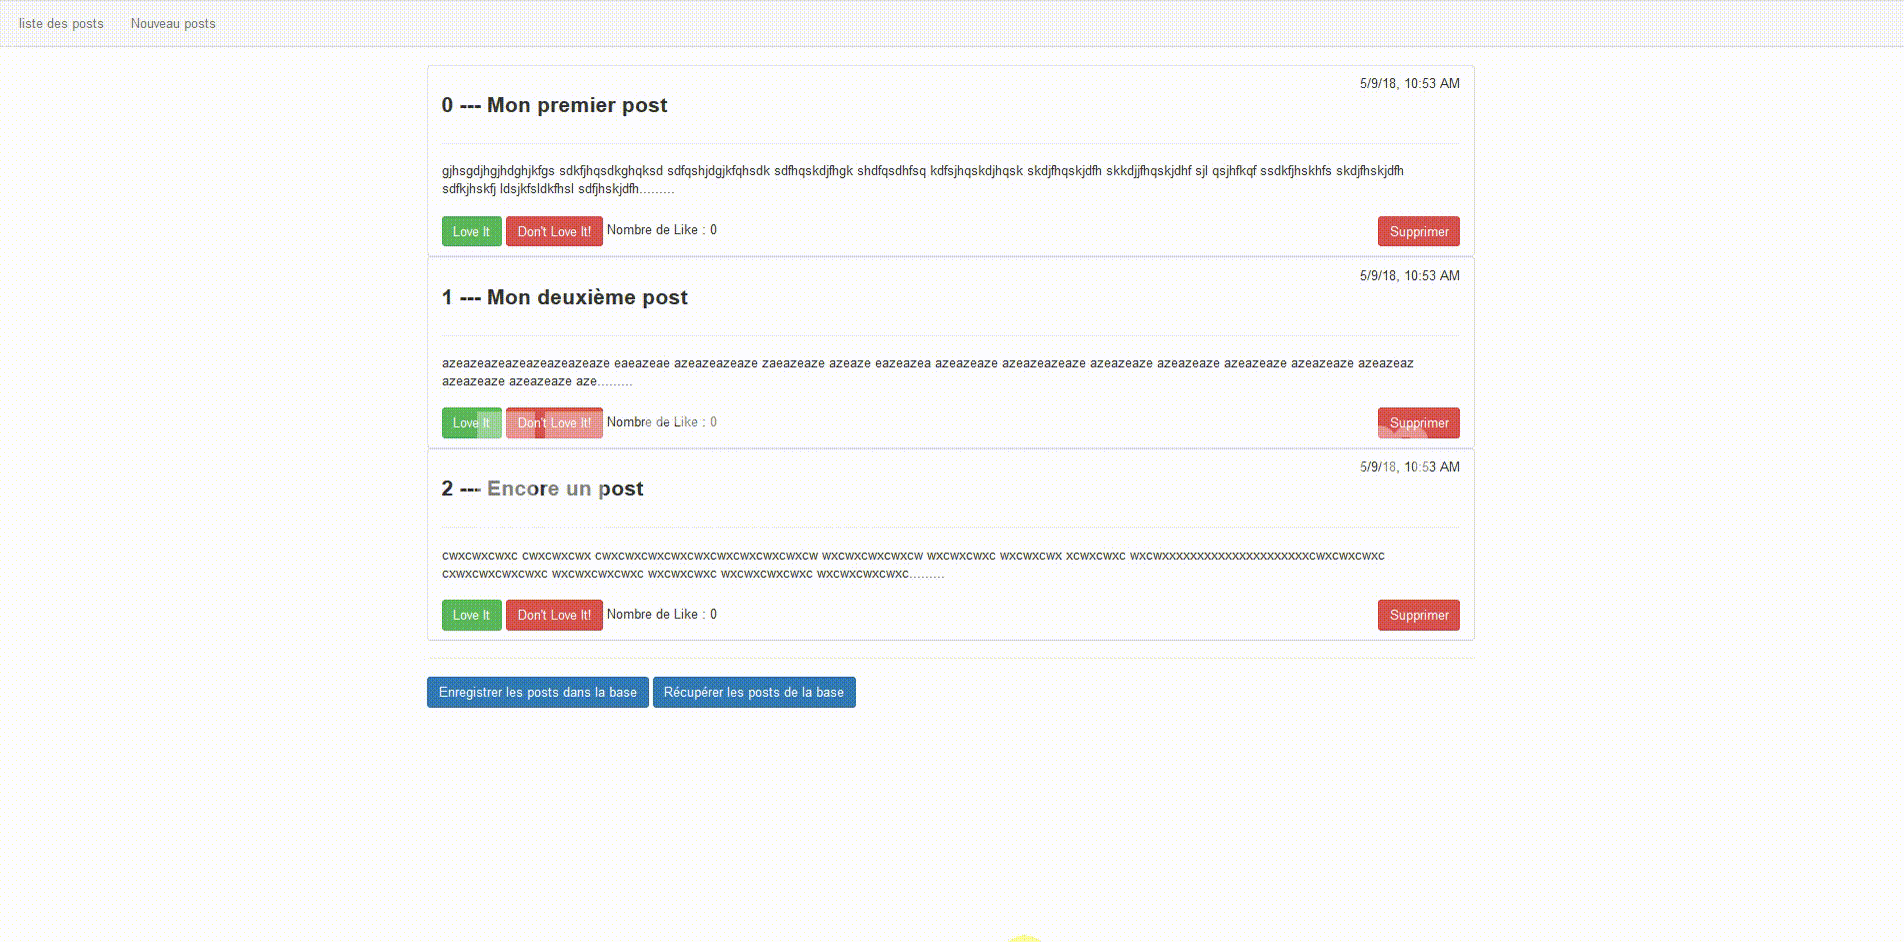 liste des posts Nouveau posts
5/9/18, 10:53 AM
0 --- Mon premier post
gjhsgdjhgjhdghjkfgs sdkfjhqsdkghqksd sdfqshjdgjkfqhsdk sdfhqskdjfhgk shdfqsdhfsq kdfsjhqskdjhqsk skdjfhqskjdfh skkdjjfhqskjdhf sjl qsjhfkqf ssdkfjhskhfs skdjfhskjdfh
sdfkjhskfj ldsjkfsldkfhsl sdfjhskjdfh.........
Love It Don't Love It! Nombre de Like : 0 Supprimer
5/9/18, 10:53 AM
1 --- Mon deuxième post
azeazeazeazeazeazeazeaze eaeazeae azeazeazeaze zaeazeaze azeaze eazeazea azeazeaze azeazeazeaze azeazeaze azeazeaze azeazeaze azeazeaze azeazeaz
azeazeaze azeazeaze aze.........
Love It Don't Love It! Nombre de Like : 0 Supprimer
5/9/18, 10:53 AM
2 --- Encore un post
cwxcwxcwxc cwxcwxcwx cwxcwxcwxcwxcwxcwxcwxcwxcwxcw wxcwxcwxcwxcw wxcwxcwxc wxcwxcwx xcwxcwxc wxcwxxxxxxxxxxxxxxxxxxxxxcwxcwxcwxc
cxwxcwxcwxcwxc wxcwxcwxcwxc wxcwxcwxc wxcwxcwxcwxc wxcwxcwxcwxc.........
Love It Don't Love It! Nombre de Like : 0 Supprimer
Enregistrer les posts dans la base Récupérer les posts de la base